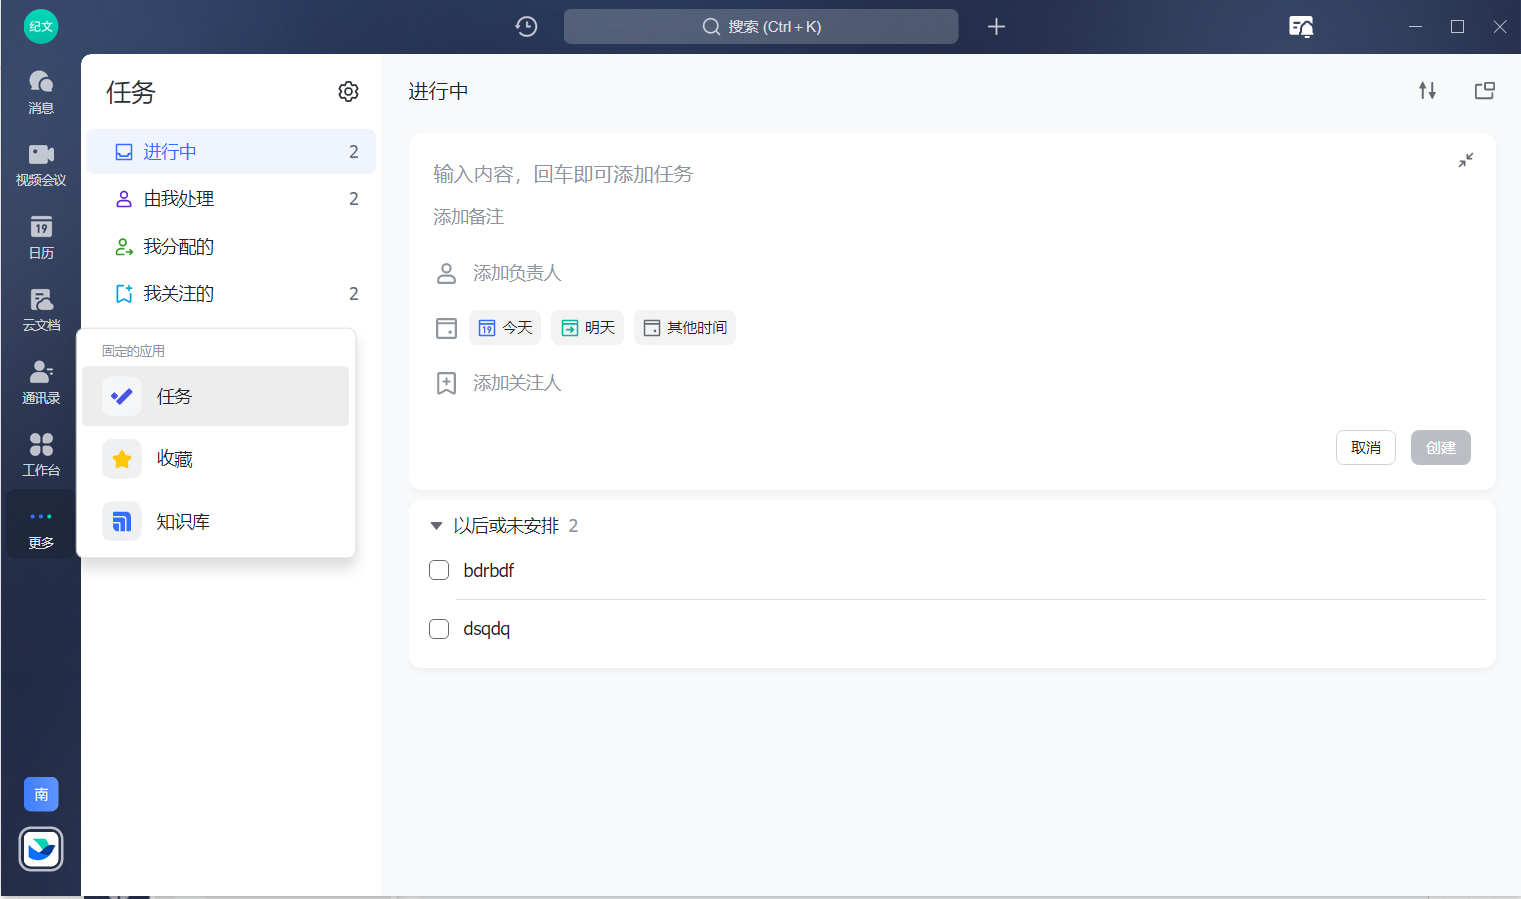 纪文
搜索 (Ctrl + K)
消息
视频会议
19
日历
云文档
通讯录
工作台
更多
南
任务
进行中 2
由我处理 2
我分配的
我关注的 2
固定的应用
任务
收藏
知识库
进行中
输入内容，回车即可添加任务
添加备注
添加负责人
19 今天 明天 其他时间
添加关注人
取消 创建
以后或未安排 2
bdrbdf
dsqdq